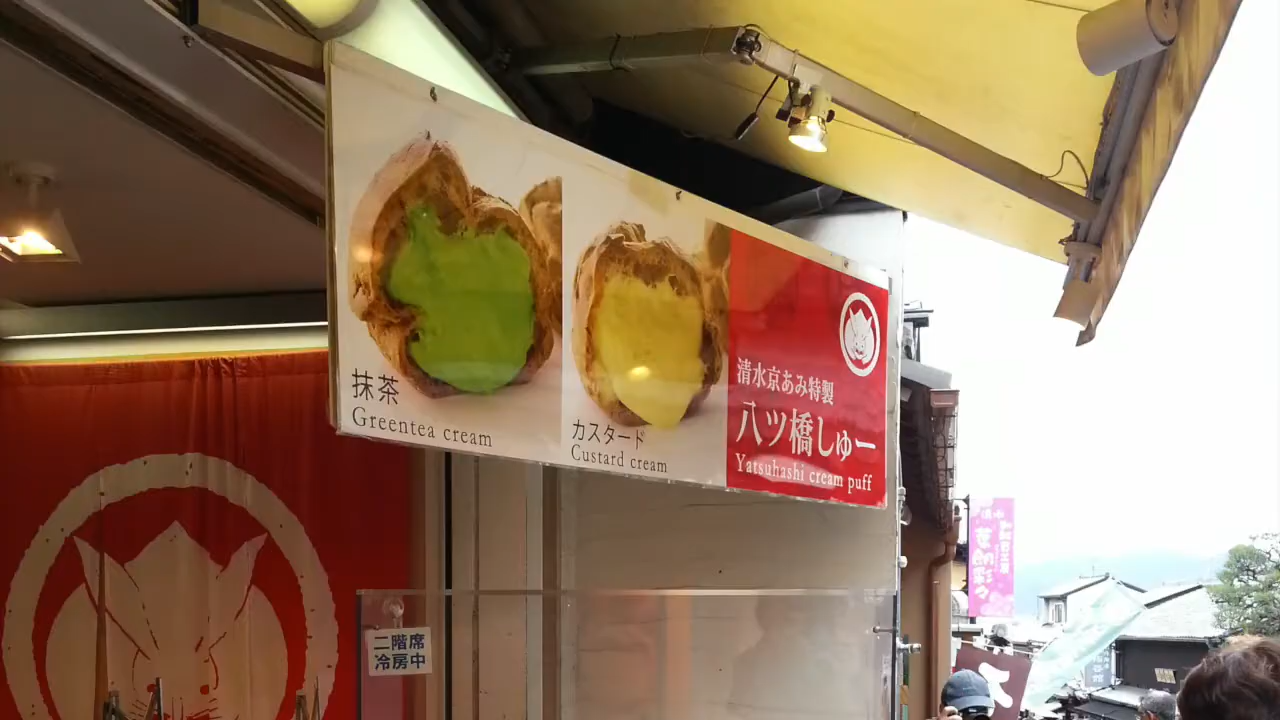 抹茶
Greentea cream
カスタード
Custard cream
清水京あみ特製
八ツ橋しゅー
Yatsuhashi cream puff
二階席
冷房中